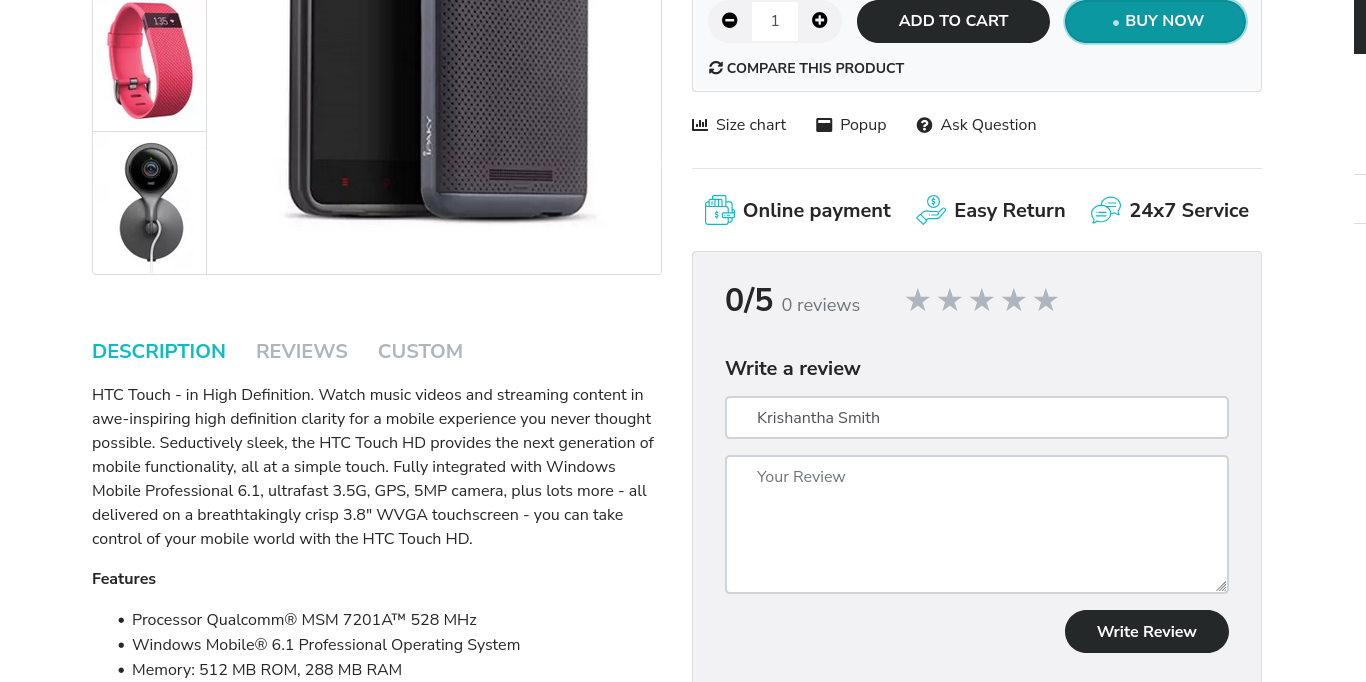 135
iPAKY
1
ADD TO CART
BUY NOW
COMPARE THIS PRODUCT
Size chart
Popup
Ask Question
Online payment
Easy Return
24x7 Service
0/5 0 reviews
Write a review
Krishantha Smith
Your Review
Write Review
DESCRIPTION
REVIEWS
CUSTOM
HTC Touch - in High Definition. Watch music videos and streaming content in
awe-inspiring high definition clarity for a mobile experience you never thought
possible. Seductively sleek, the HTC Touch HD provides the next generation of
mobile functionality, all at a simple touch. Fully integrated with Windows
Mobile Professional 6.1, ultrafast 3.5G, GPS, 5MP camera, plus lots more - all
delivered on a breathtakingly crisp 3.8" WVGA touchscreen - you can take
control of your mobile world with the HTC Touch HD.
Features
• Processor Qualcomm® MSM 7201A™ 528 MHz
• Windows Mobile® 6.1 Professional Operating System
• Memory: 512 MB ROM, 288 MB RAM